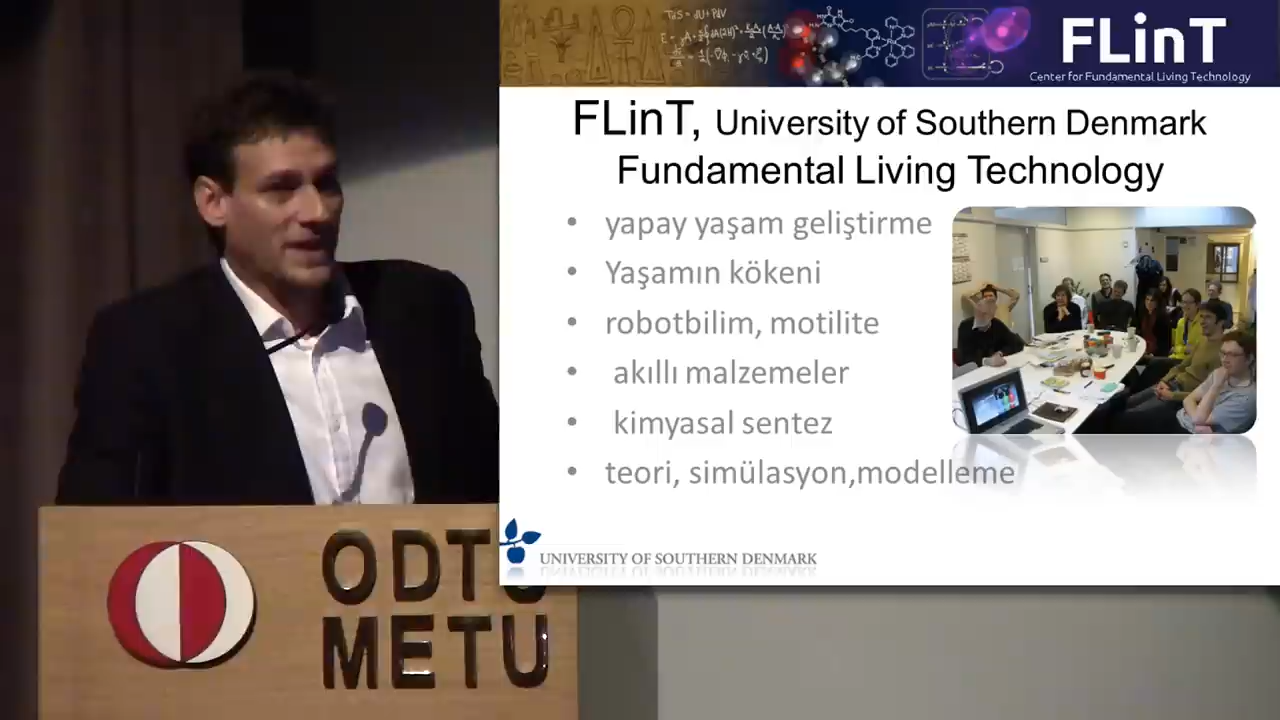 FLinT
Center for Fundamental Living Technology
FLinT, University of Southern Denmark
Fundamental Living Technology
• yapay yaşam geliştirme
• Yaşamın kökeni
• robotbilim, motilite
• akıllı malzemeler
• kimyasal sentez
• teori, simülasyon,modelleme
UNIVERSITY OF SOUTHERN DENMARK
ODTÜ
METU